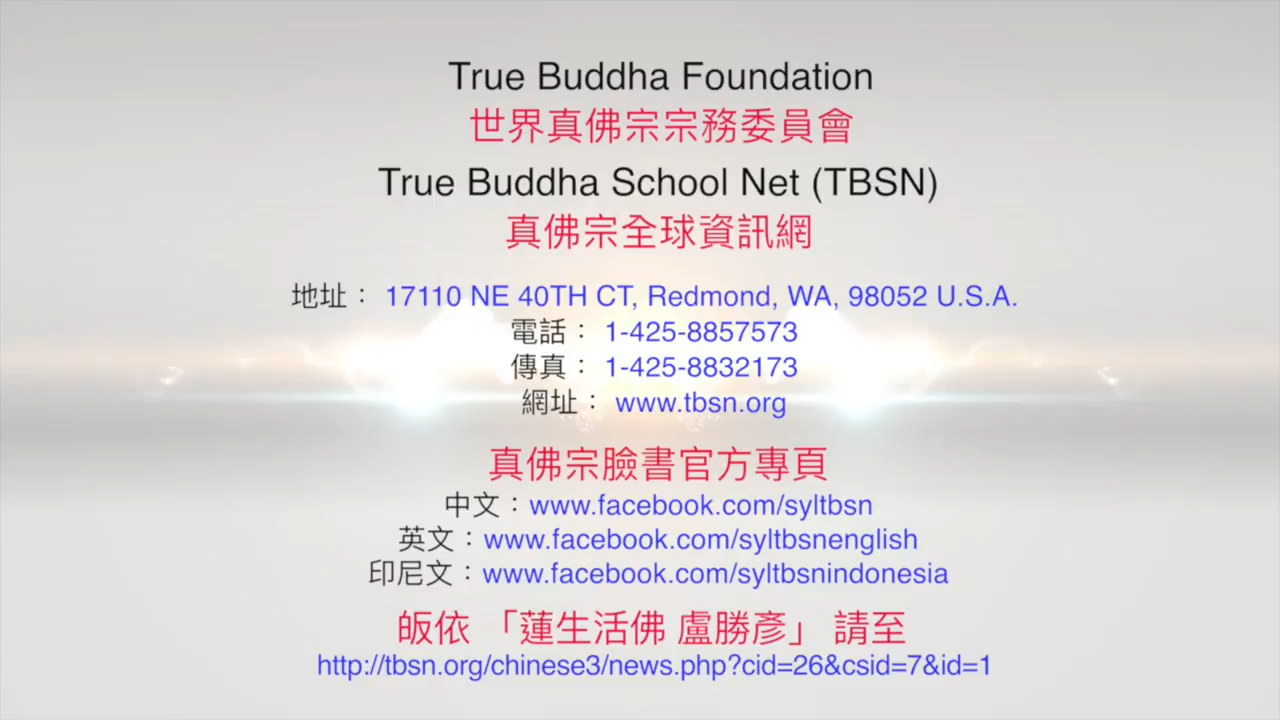 True Buddha Foundation
世界真佛宗宗務委員會
True Buddha School Net (TBSN)
真佛宗全球資訊網
地址： 17110 NE 40TH CT, Redmond, WA, 98052 U.S.A.
電話： 1-425-8857573
傳真： 1-425-8832173
網址： www.tbsn.org
真佛宗臉書官方專頁
中文：www.facebook.com/syltbsn
英文：www.facebook.com/syltbsnenglish
印尼文：www.facebook.com/syltbsnindonesia
皈依 「蓮生活佛 盧勝彥」 請至
http://tbsn.org/chinese3/news.php?cid=26&csid=7&id=1